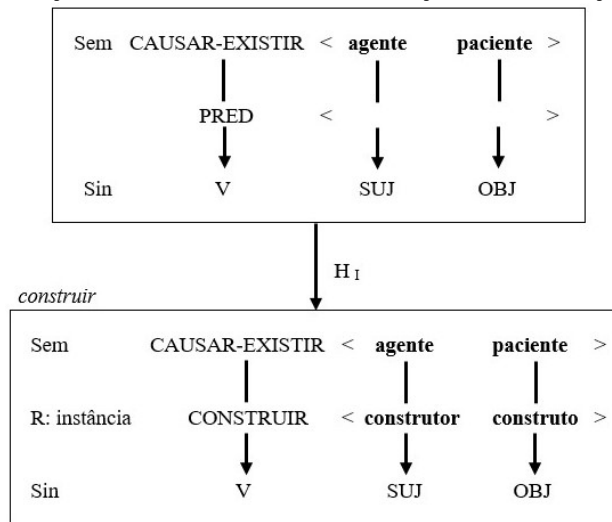 Sem CAUSAR-EXISTIR < agente paciente >
PRED < >
Sin V SUJ OBJ
H I
construir
Sem CAUSAR-EXISTIR < agente paciente >
R: instância CONSTRUIR < construtor construto >
Sin V SUJ OBJ